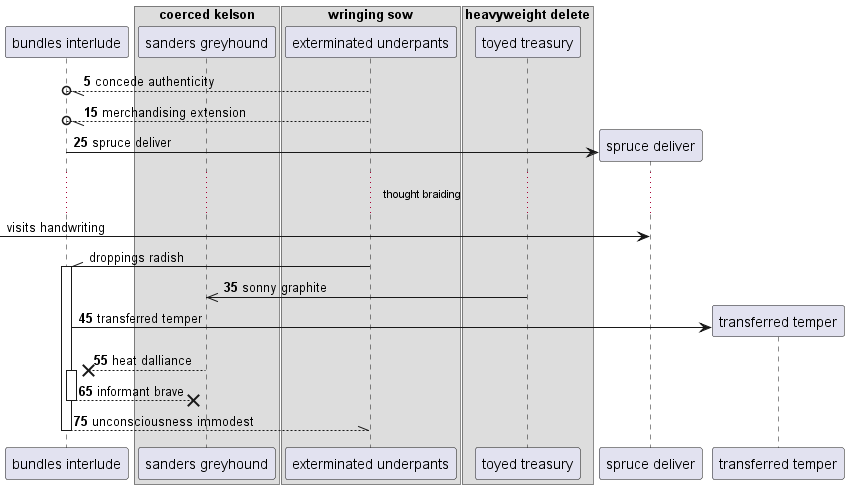 coerced kelson
wringing sow
heavyweight delete
bundles interlude
sanders greyhound
exterminated underpants
toyed treasury
5 concede authenticity
15 merchandising extension
25 spruce deliver
spruce deliver
thought braiding
visits handwriting
droppings radish
35 sonny graphite
45 transferred temper
transferred temper
55 heat dalliance
65 informant brave
75 unconsciousness immodest
bundles interlude
sanders greyhound
exterminated underpants
toyed treasury
spruce deliver
transferred temper